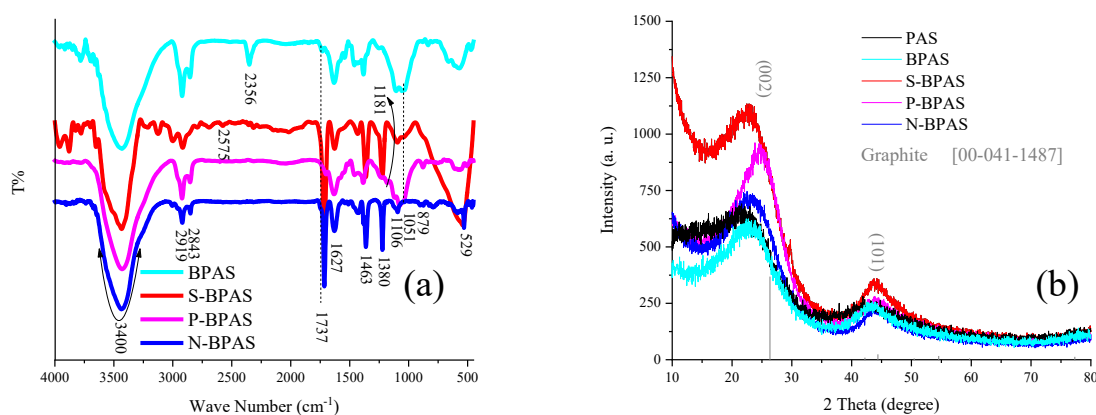 (a)
%T
2356
2575
1181
2919
2843
3400
1737
1627
1463
1380
1106
1051
879
529
BPAS
S-BPAS
P-BPAS
N-BPAS
4000 3500 3000 2500 2000 1500 1000 500
Wave Number (cm⁻¹)
(b)
Intensity (a. u.)
1500
1250
1000
750
500
250
0
(002)
(101)
PAS
BPAS
S-BPAS
P-BPAS
N-BPAS
Graphite [00-041-1487]
10 20 30 40 50 60 70 80
2 Theta (degree)